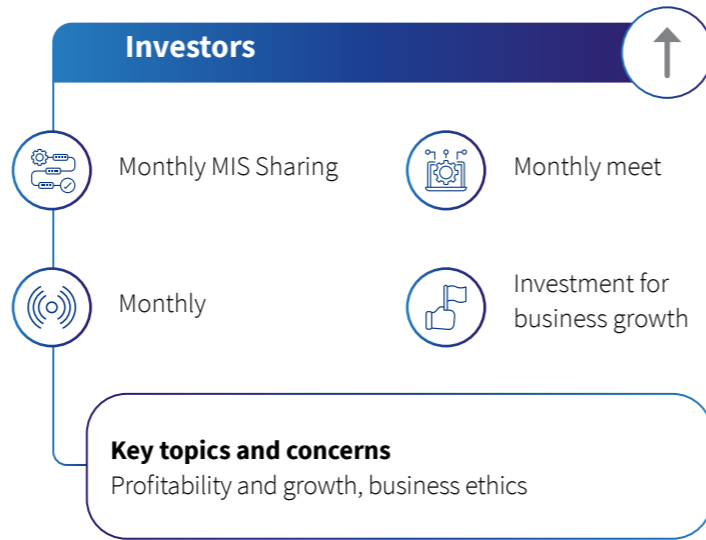 Investors
Monthly MIS Sharing
Monthly meet
Monthly
Investment for
business growth
Key topics and concerns
Profitability and growth, business ethics